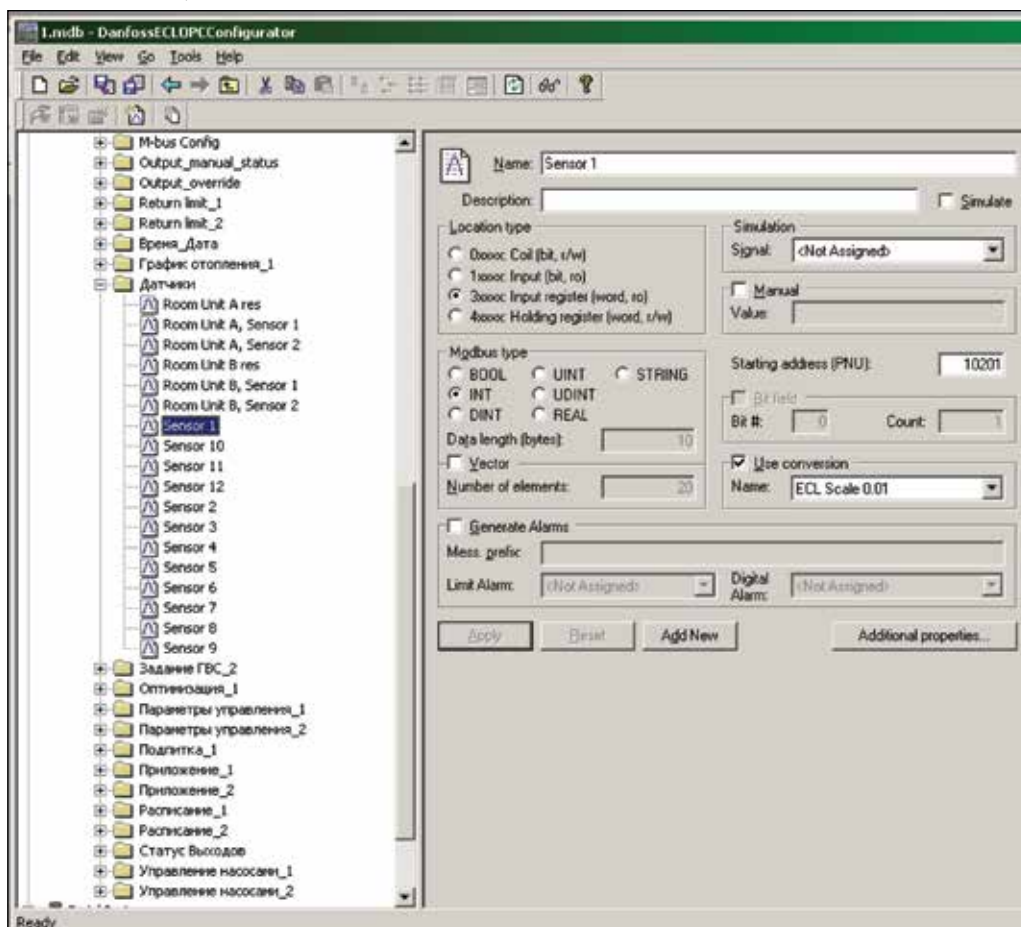 1.mdb - DanfossECLOPCConfigurator
File Edit View Go Tools Help
M-bus Config
Output_manual_status
Output_override
Return limit_1
Return limit_2
Время_Дата
График отопления_1
Датчики
Room Unit A res
Room Unit A, Sensor 1
Room Unit A, Sensor 2
Room Unit B res
Room Unit B, Sensor 1
Room Unit B, Sensor 2
Sensor 1
Sensor 10
Sensor 11
Sensor 12
Sensor 2
Sensor 3
Sensor 4
Sensor 5
Sensor 6
Sensor 7
Sensor 8
Sensor 9
Задание ГВС_2
Оптимизация_1
Параметры управления_1
Параметры управления_2
Подпитка_1
Приложение_1
Приложение_2
Расписание_1
Расписание_2
Статус Выходов
Управление насосами_1
Управление насосами_2
Name: Sensor 1
Description: Simulate
Location type
0xxxx: Coil (bit, r/w)
1xxxx: Input (bit, ro)
3xxxx: Input register (word, ro)
4xxxx: Holding register (word, r/w)
Simulation
Signal: <Not Assigned>
Manual
Value:
Modbus type
BOOL UINT STRING
INT UDINT
DINT REAL
Data length (bytes): 10
Vector
Number of elements: 20
Starting address (PNU): 10201
Bit field
Bit #: 0 Count: 1
Use conversion
Name: ECL Scale 0.01
Generate Alarms
Mess. prefix:
Limit Alarm: <Not Assigned> Digital Alarm: <Not Assigned>
Apply Reset Add New Additional properties...
Ready